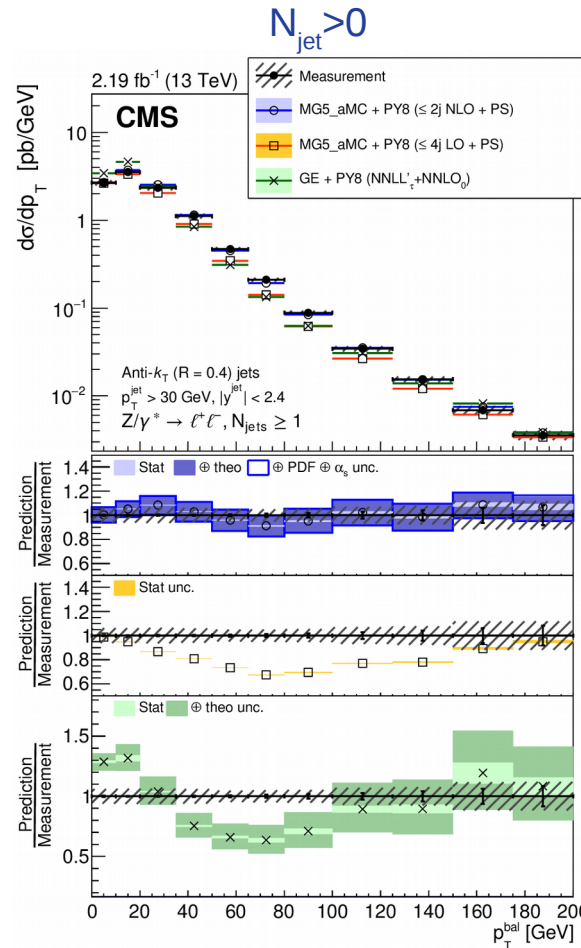 N_jet>0
2.19 fb⁻¹ (13 TeV)
CMS
Measurement
MG5_aMC + PY8 (≤ 2j NLO + PS)
MG5_aMC + PY8 (≤ 4j LO + PS)
GE + PY8 (NNLL'_τ+NNLO₀)
dσ/dp_T [pb/GeV]
10
1
10⁻¹
10⁻²
Anti-k_T (R = 0.4) jets
p_T^jet > 30 GeV, |y^jet| < 2.4
Z/γ* → ℓ⁺ℓ⁻, N_jets ≥ 1
Prediction
Measurement
1.4
1.2
1
0.8
0.6
Stat ⊕ theo ⊕ PDF ⊕ α_s unc.
Prediction
Measurement
1.4
1.2
1
0.8
0.6
Stat unc.
Prediction
Measurement
1.5
1
0.5
Stat ⊕ theo unc.
0 20 40 60 80 100 120 140 160 180 200
p_T^bal [GeV]